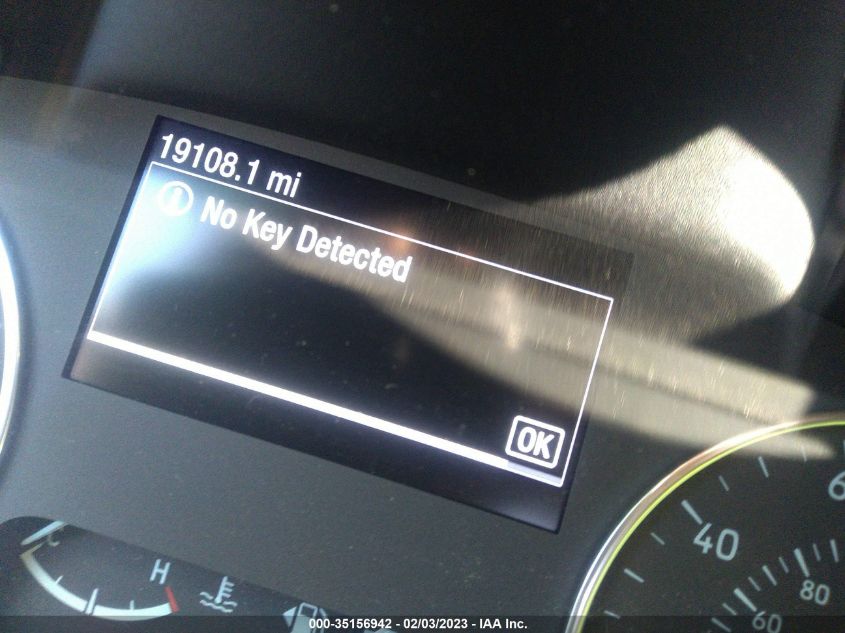 19108.1 mi
i No Key Detected
OK
40
60
80
C
H
000-35156942 - 02/03/2023 - IAA Inc.